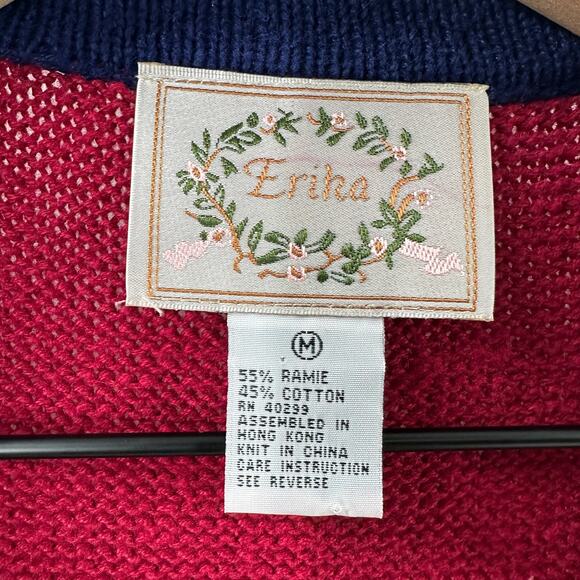 Erika
M
55% RAMIE
45% COTTON
RN 40299
ASSEMBLED IN
HONG KONG
KNIT IN CHINA
CARE INSTRUCTION
SEE REVERSE